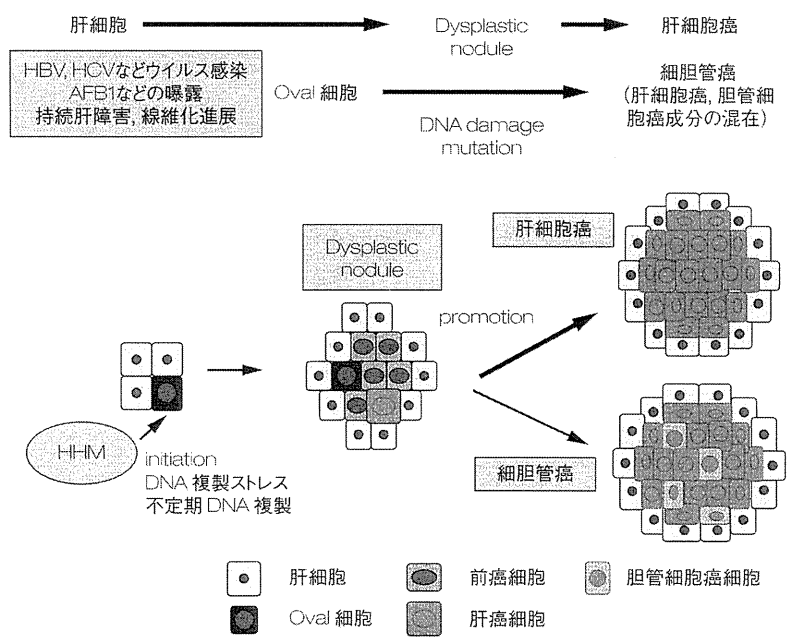 肝細胞
Dysplastic
nodule
肝細胞癌
HBV, HCVなどウイルス感染
AFB1などの曝露
持続肝障害, 線維化進展
Oval 細胞
DNA damage
mutation
細胆管癌
(肝細胞癌, 胆管細
胞癌成分の混在)
Dysplastic
nodule
肝細胞癌
promotion
HHM
initiation
DNA 複製ストレス
不定期 DNA 複製
細胆管癌
肝細胞
前癌細胞
胆管細胞癌細胞
Oval 細胞
肝癌細胞